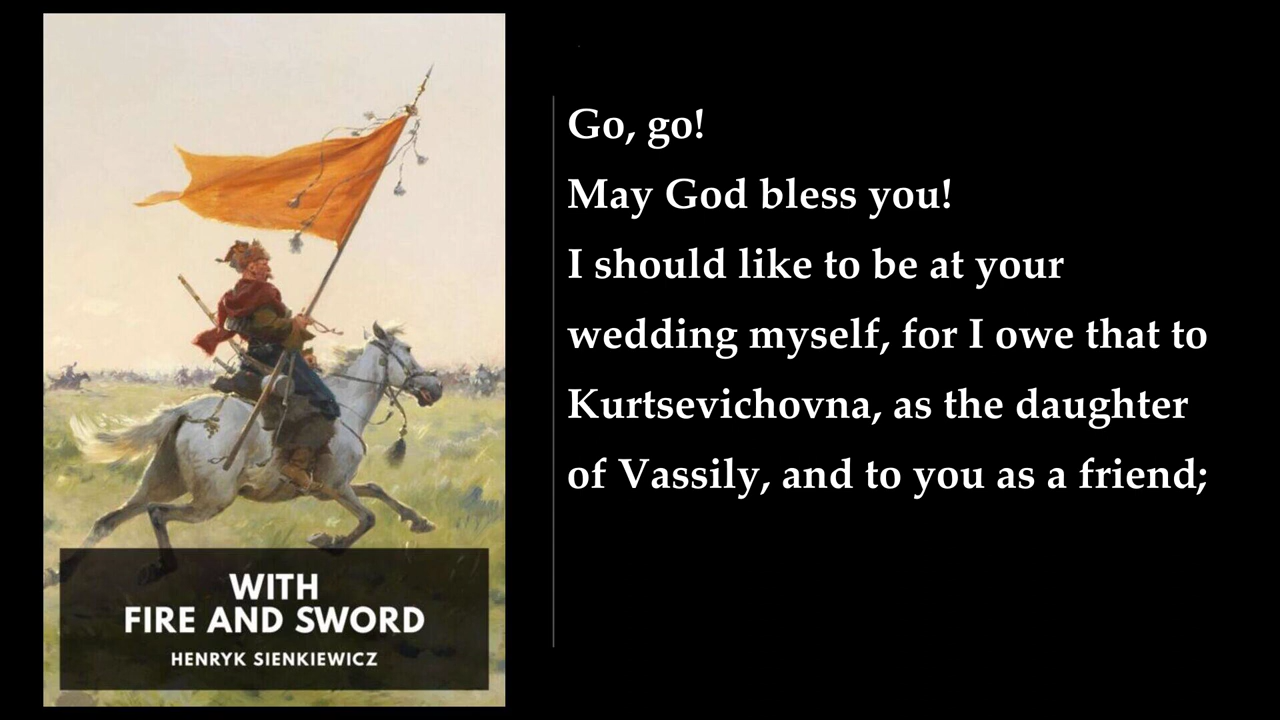 WITH
FIRE AND SWORD
HENRYK SIENKIEWICZ
Go, go!
May God bless you!
I should like to be at your
wedding myself, for I owe that to
Kurtsevichovna, as the daughter
of Vassily, and to you as a friend;